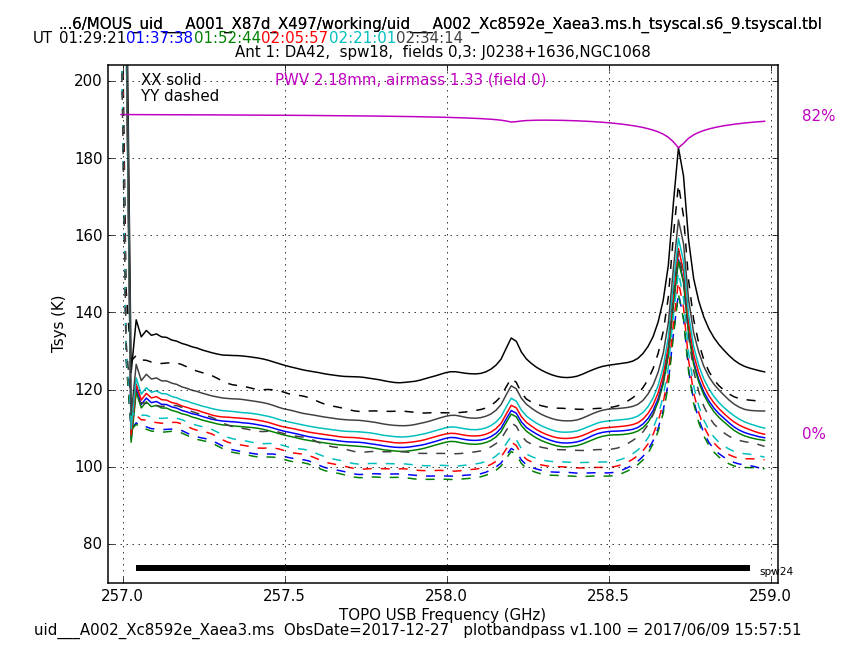 ...6/MOUS_uid___A001_X87d_X497/working/uid___A002_Xc8592e_Xaea3.ms.h_tsyscal.s6_9.tsyscal.tbl
UT 01:29:21 01:37:38 01:52:44 02:05:57 02:21:01 02:34:14
Ant 1: DA42, spw18, fields 0,3: J0238+1636,NGC1068
XX solid
YY dashed
PWV 2.18mm, airmass 1.33 (field 0)
82%
0%
200
180
160
140
120
100
80
Tsys (K)
spw24
257.0 257.5 258.0 258.5 259.0
TOPO USB Frequency (GHz)
uid___A002_Xc8592e_Xaea3.ms ObsDate=2017-12-27 plotbandpass v1.100 = 2017/06/09 15:57:51